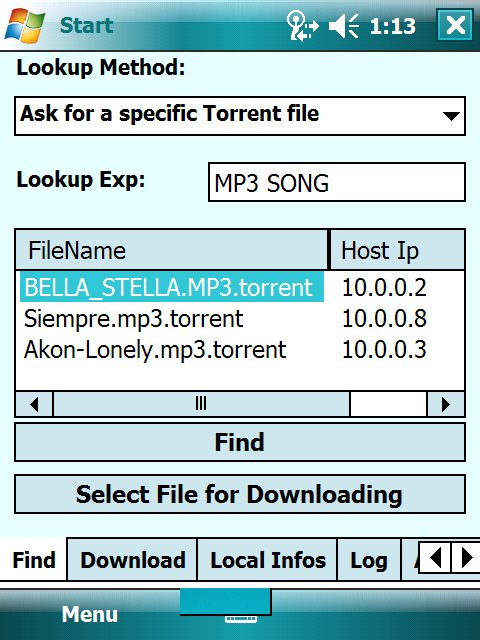 Start 1:13
Lookup Method:
Ask for a specific Torrent file
Lookup Exp: MP3 SONG
FileName Host Ip
BELLA_STELLA.MP3.torrent 10.0.0.2
Siempre.mp3.torrent 10.0.0.8
Akon-Lonely.mp3.torrent 10.0.0.3
Find
Select File for Downloading
Find Download Local Infos Log
Menu